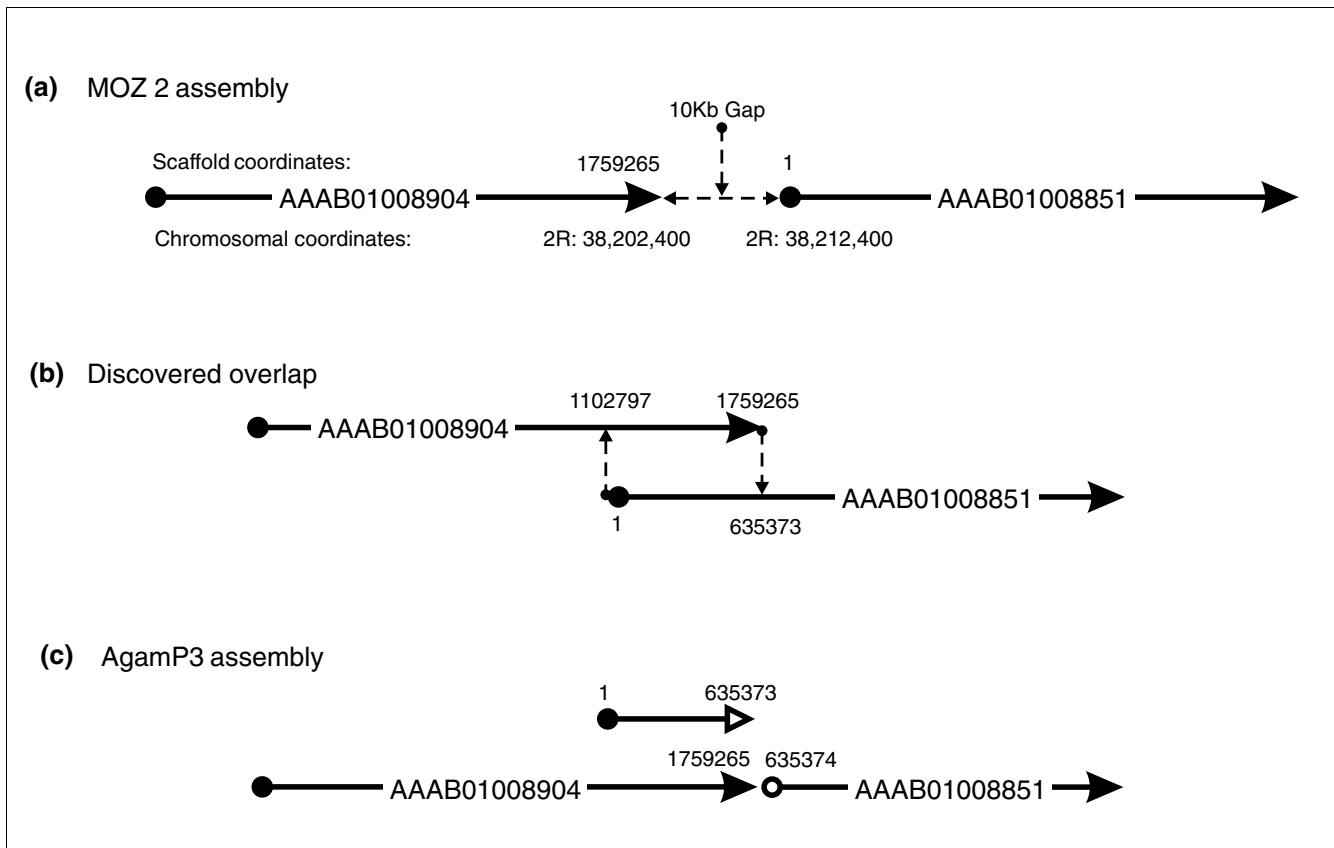 (a) MOZ 2 assembly
10Kb Gap
Scaffold coordinates: 1759265 1
AAAB01008904 AAAB01008851
Chromosomal coordinates: 2R: 38,202,400 2R: 38,212,400
(b) Discovered overlap
1102797 1759265
AAAB01008904
AAAB01008851
1 635373
(c) AgamP3 assembly
1 635373
1759265 635374
AAAB01008904 AAAB01008851